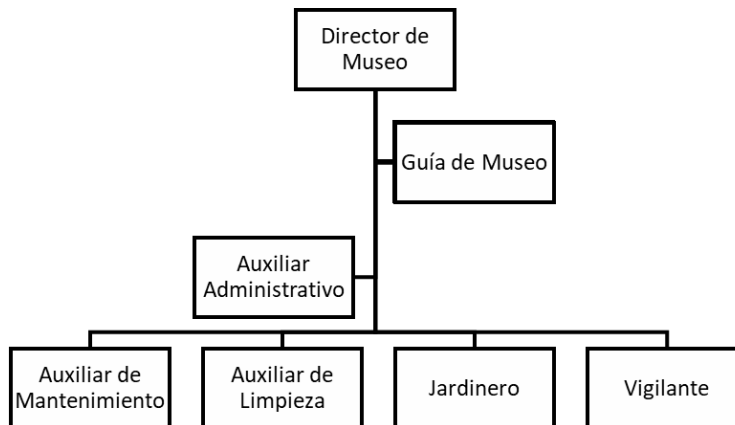 Director de
Museo
Guía de Museo
Auxiliar
Administrativo
Auxiliar de
Mantenimiento
Auxiliar de
Limpieza
Jardinero
Vigilante